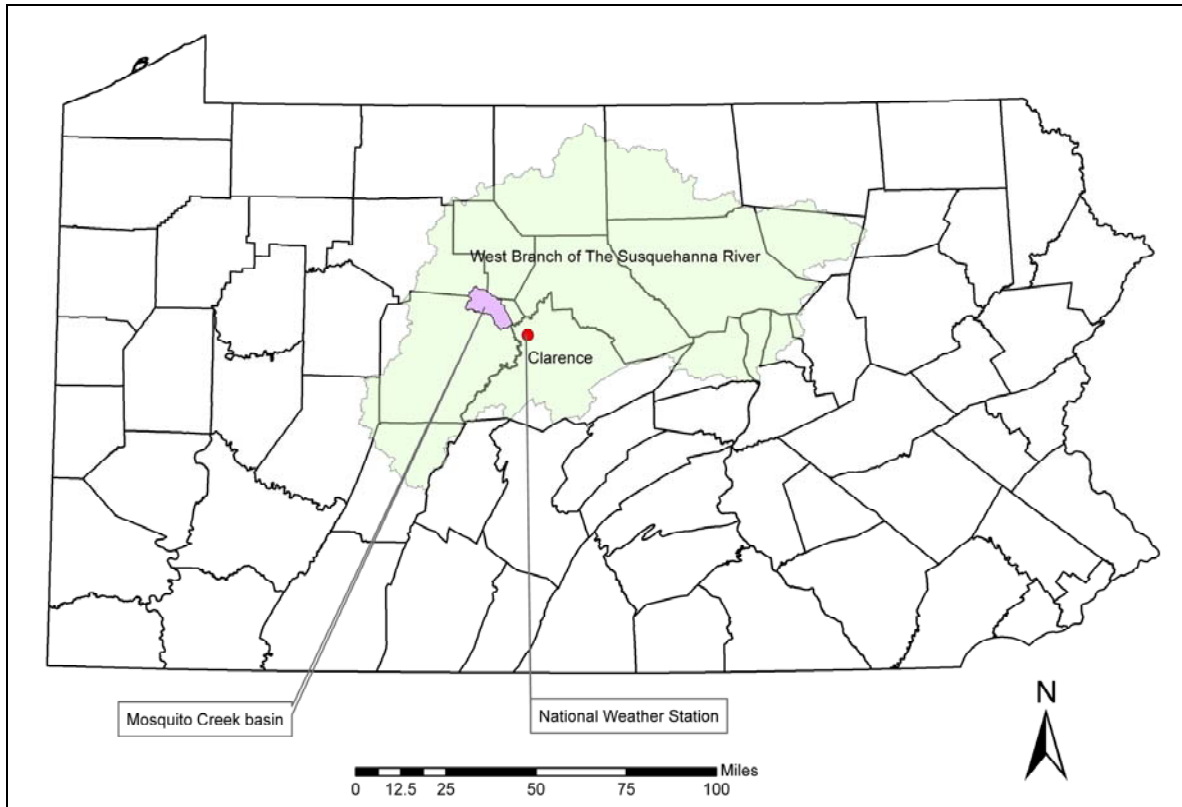 West Branch of The Susquehanna River
Clarence
Mosquito Creek basin
National Weather Station
N
Miles
0 12.5 25 50 75 100